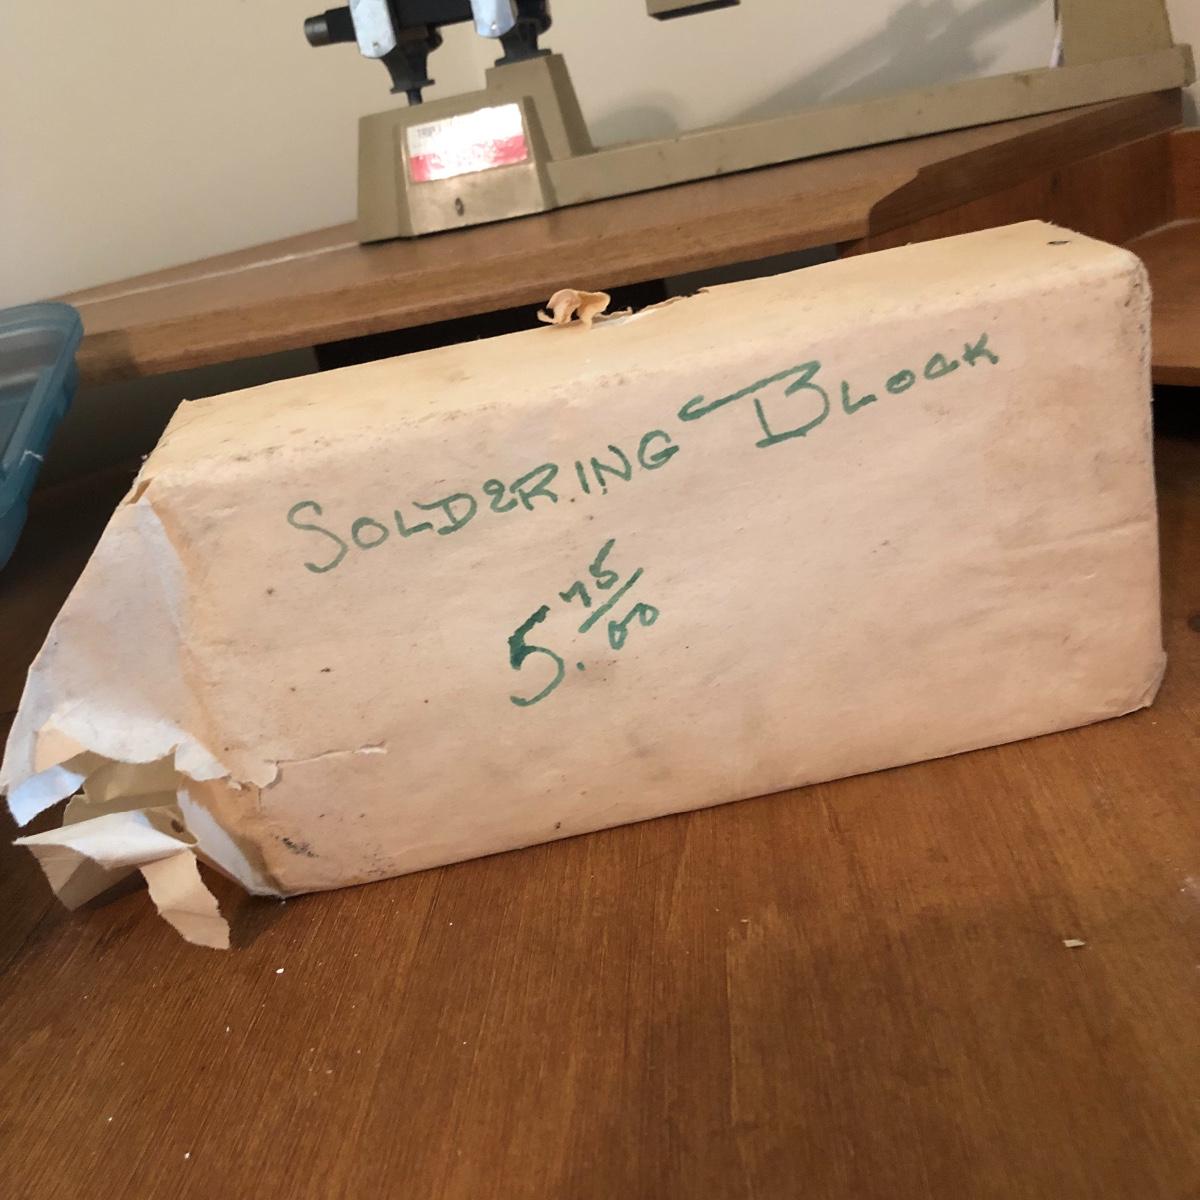 SOLDERING BLOCK
5.75/00